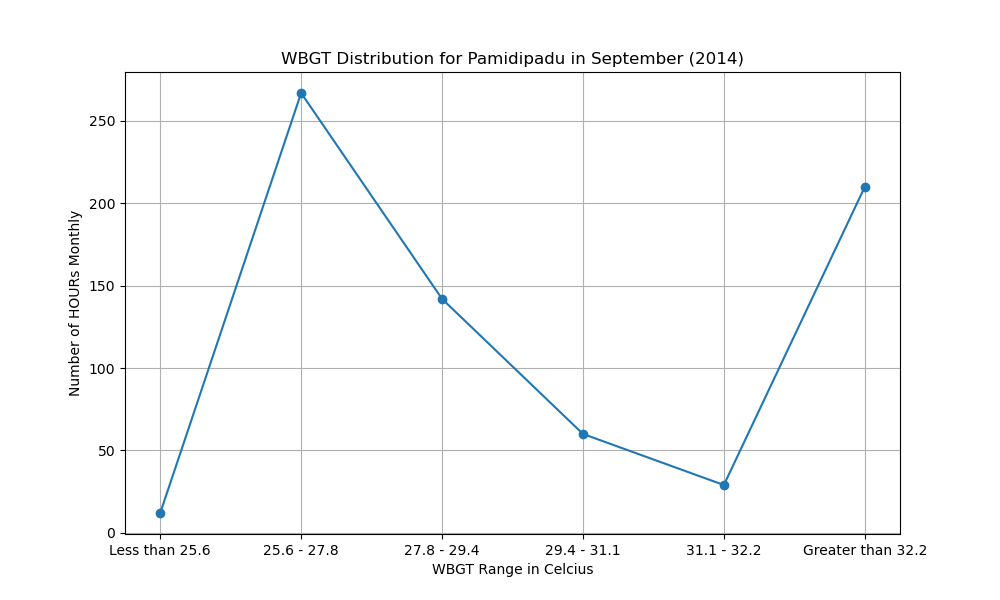 WBGT Distribution for Pamidipadu in September (2014)
Number of HOURs Monthly
250
200
150
100
50
0
Less than 25.6 25.6 - 27.8 27.8 - 29.4 29.4 - 31.1 31.1 - 32.2 Greater than 32.2
WBGT Range in Celcius